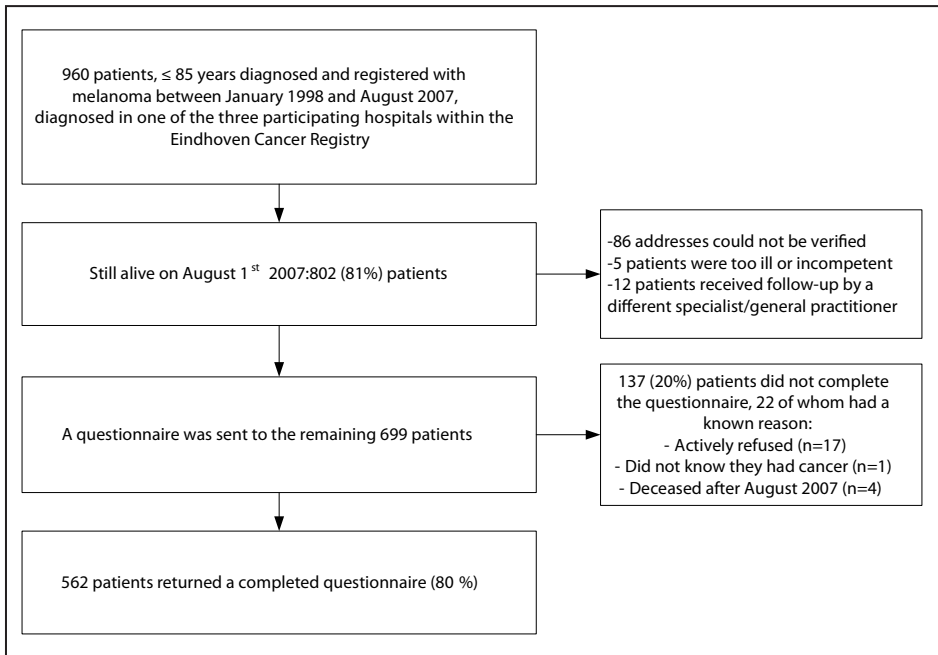 960 patients, ≤ 85 years diagnosed and registered with
melanoma between January 1998 and August 2007,
diagnosed in one of the three participating hospitals within the
Eindhoven Cancer Registry
Still alive on August 1st 2007:802 (81%) patients
-86 addresses could not be verified
-5 patients were too ill or incompetent
-12 patients received follow-up by a
different specialist/general practitioner
A questionnaire was sent to the remaining 699 patients
137 (20%) patients did not complete
the questionnaire, 22 of whom had a
known reason:
- Actively refused (n=17)
- Did not know they had cancer (n=1)
- Deceased after August 2007 (n=4)
562 patients returned a completed questionnaire (80 %)